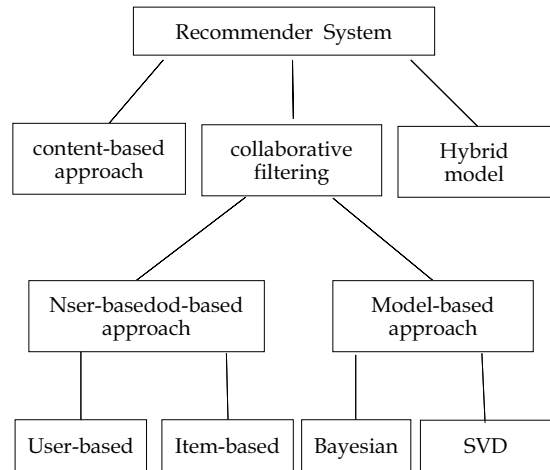 Recommender System
content-based
approach
collaborative
filtering
Hybrid
model
Nser-basedod-based
approach
Model-based
approach
User-based
Item-based
Bayesian
SVD